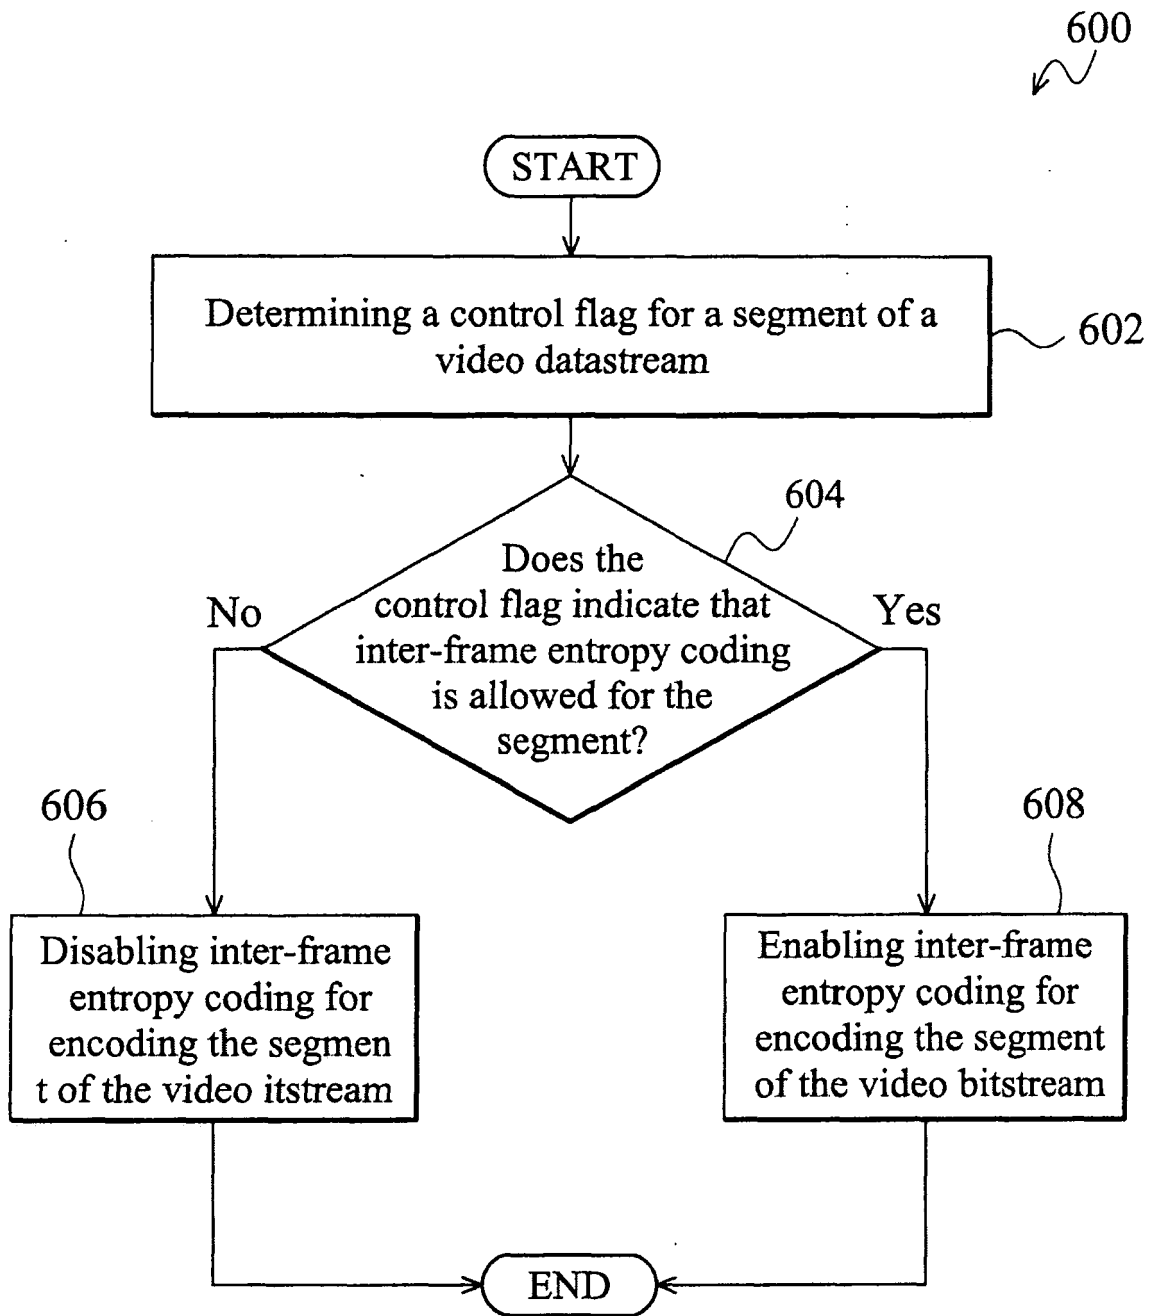 600
START
Determining a control flag for a segment of a
video datastream
602
604
Does the
control flag indicate that
inter-frame entropy coding
is allowed for the
segment?
No
Yes
606
608
Disabling inter-frame
entropy coding for
encoding the segmen
t of the video itstream
Enabling inter-frame
entropy coding for
encoding the segment
of the video bitstream
END